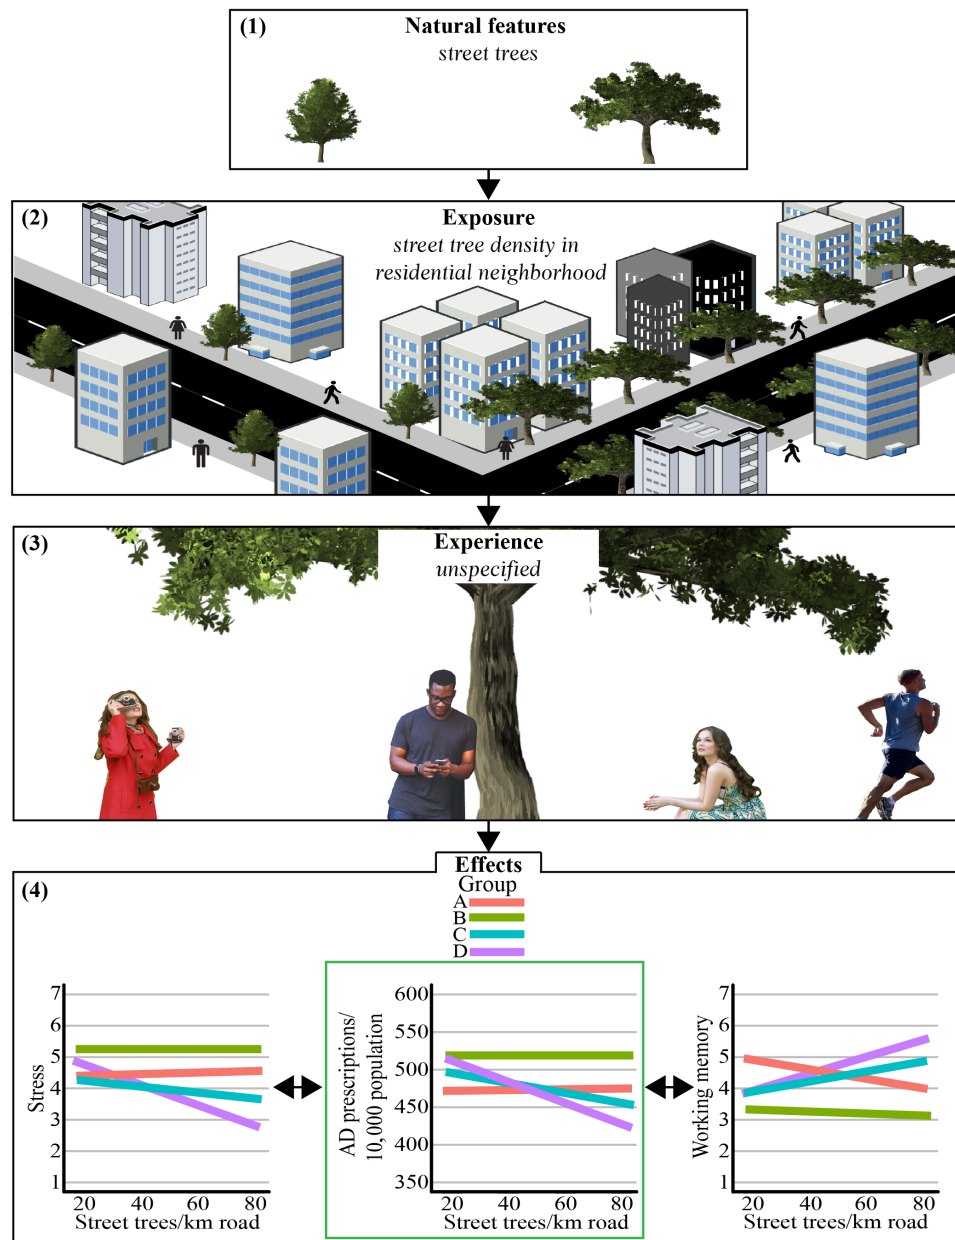 (1)
Natural features
street trees
(2)
Exposure
street tree density in
residential neighborhood
(3)
Experience
unspecified
(4)
Effects
Group
A
B
C
D
Stress
7
6
5
4
3
2
1
20 40 60 80
Street trees/km road
AD prescriptions/
10,000 population
600
550
500
450
400
350
20 40 60 80
Street trees/km road
Working memory
7
6
5
4
3
2
1
20 40 60 80
Street trees/km road